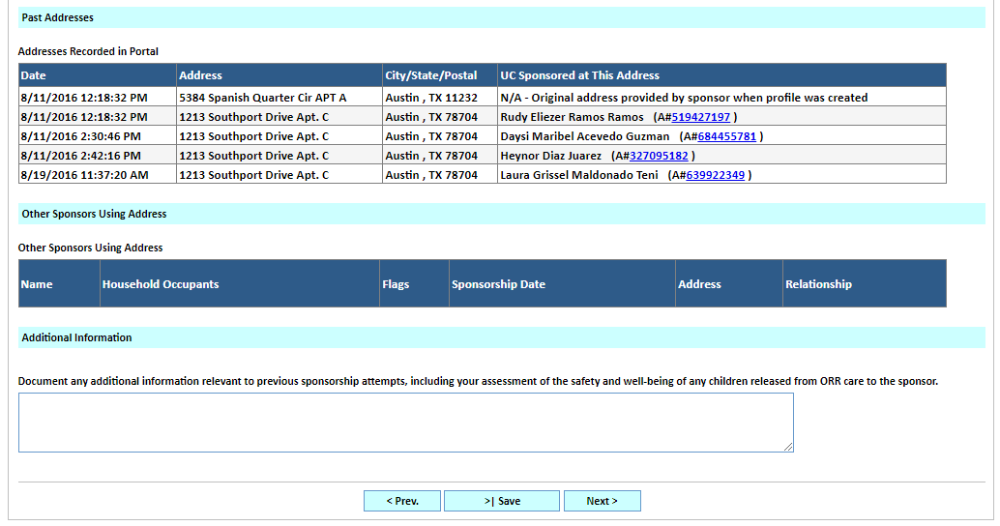 Past Addresses
Addresses Recorded in Portal
Date Address City/State/Postal UC Sponsored at This Address
8/11/2016 12:18:32 PM 5384 Spanish Quarter Cir APT A Austin , TX 11232 N/A - Original address provided by sponsor when profile was created
8/11/2016 12:18:32 PM 1213 Southport Drive Apt. C Austin , TX 78704 Rudy Eliezer Ramos Ramos (A#519427197 )
8/11/2016 2:30:46 PM 1213 Southport Drive Apt. C Austin , TX 78704 Daysi Maribel Acevedo Guzman (A#684455781 )
8/11/2016 2:42:16 PM 1213 Southport Drive Apt. C Austin , TX 78704 Heynor Diaz Juarez (A#327095182 )
8/19/2016 11:37:20 AM 1213 Southport Drive Apt. C Austin , TX 78704 Laura Grissel Maldonado Teni (A#639922349 )
Other Sponsors Using Address
Other Sponsors Using Address
Name Household Occupants Flags Sponsorship Date Address Relationship
Additional Information
Document any additional information relevant to previous sponsorship attempts, including your assessment of the safety and well-being of any children released from ORR care to the sponsor.
< Prev. >| Save Next >